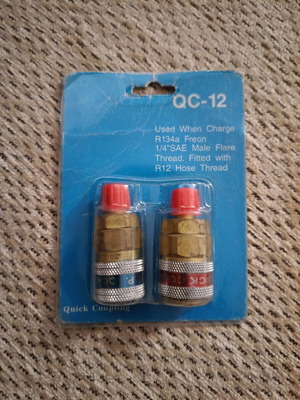 QC-12
Used When Charge
R134a Freon
1/4"SAE Male Flere
Thread. Fitted with
R12 Hose Thread
Quick Coupling